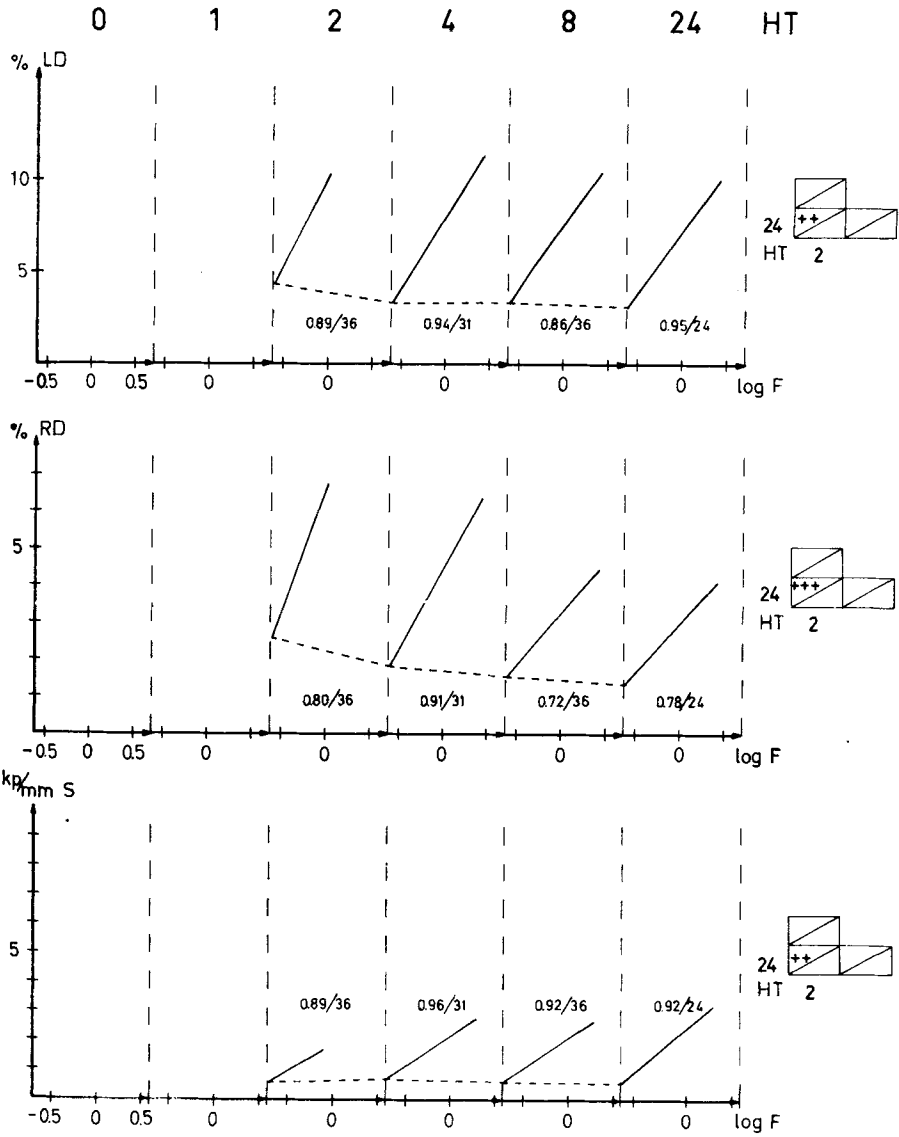 0 1 2 4 8 24 HT
% LD
10
5
24 ++
HT 2
0.89/36 0.94/31 0.86/36 0.95/24
-0.5 0 0.5 0 0 0 0 0 log F
% RD
5
24 +++
HT 2
0.80/36 0.91/31 0.72/36 0.78/24
-0.5 0 0.5 0 0 0 0 0 log F
kp/mm S
5
24 ++
HT 2
0.89/36 0.96/31 0.92/36 0.92/24
-0.5 0 0.5 0 0 0 0 0 log F